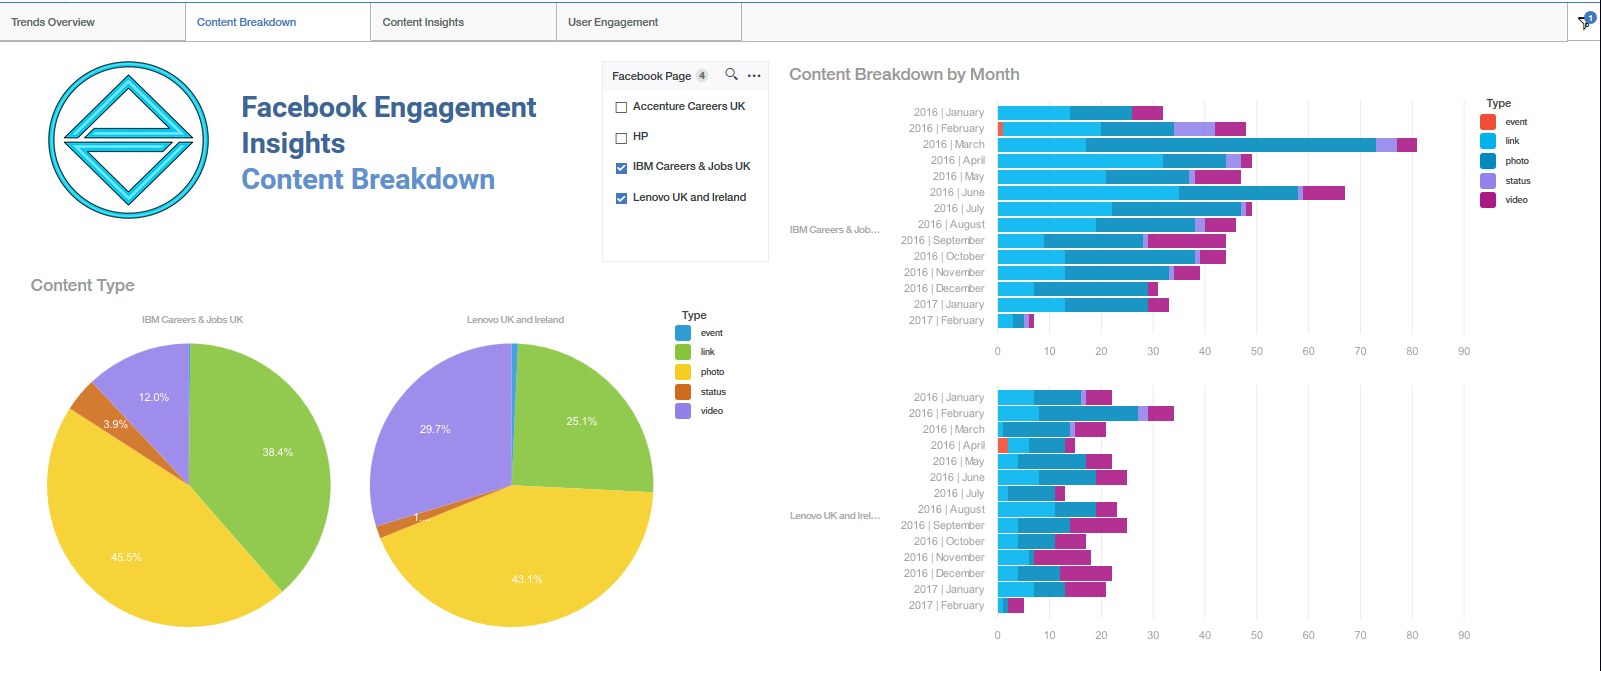 Trends Overview
Content Breakdown
Content Insights
User Engagement
1
Facebook Engagement
Insights
Content Breakdown
Facebook Page 4
Accenture Careers UK
HP
IBM Careers & Jobs UK
Lenovo UK and Ireland
Content Type
IBM Careers & Jobs UK
12.0%
3.9%
38.4%
45.5%
Lenovo UK and Ireland
29.7%
25.1%
1....
43.1%
Type
event
link
photo
status
video
Content Breakdown by Month
IBM Careers & Job...
2016 | January
2016 | February
2016 | March
2016 | April
2016 | May
2016 | June
2016 | July
2016 | August
2016 | September
2016 | October
2016 | November
2016 | December
2017 | January
2017 | February
0 10 20 30 40 50 60 70 80 90
Lenovo UK and Irel...
2016 | January
2016 | February
2016 | March
2016 | April
2016 | May
2016 | June
2016 | July
2016 | August
2016 | September
2016 | October
2016 | November
2016 | December
2017 | January
2017 | February
0 10 20 30 40 50 60 70 80 90
Type
event
link
photo
status
video